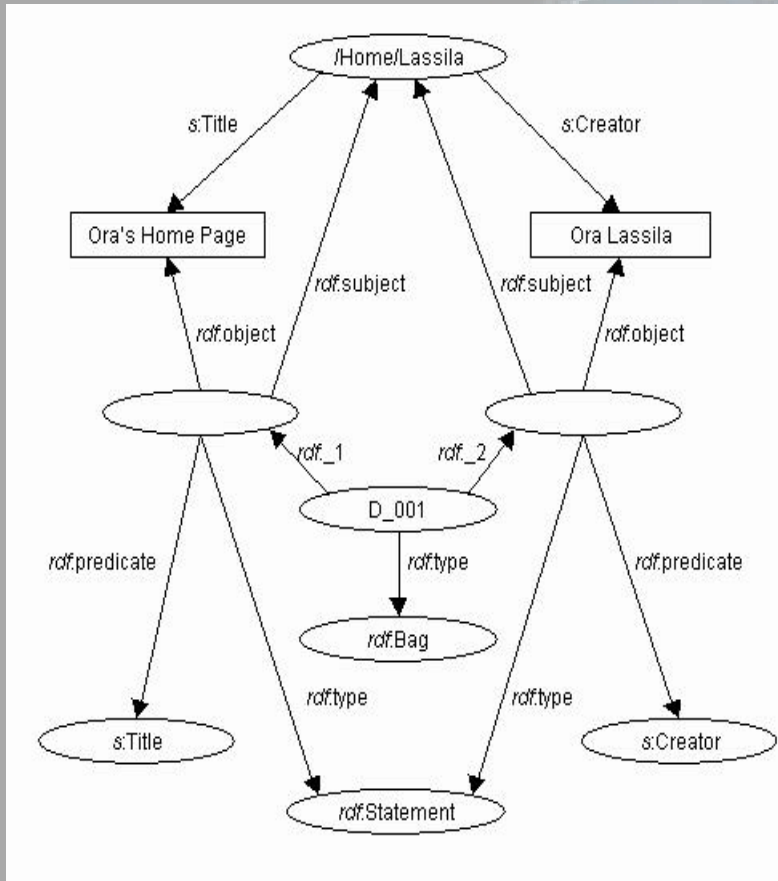 /Home/Lassila
s:Title
s:Creator
Ora's Home Page
Ora Lassila
rdf:subject
rdf:subject
rdf:object
rdf:object
rdf:_1
rdf:_2
D_001
rdf:predicate
rdf:type
rdf:predicate
rdf:Bag
rdf:type
rdf:type
s:Title
s:Creator
rdf:Statement